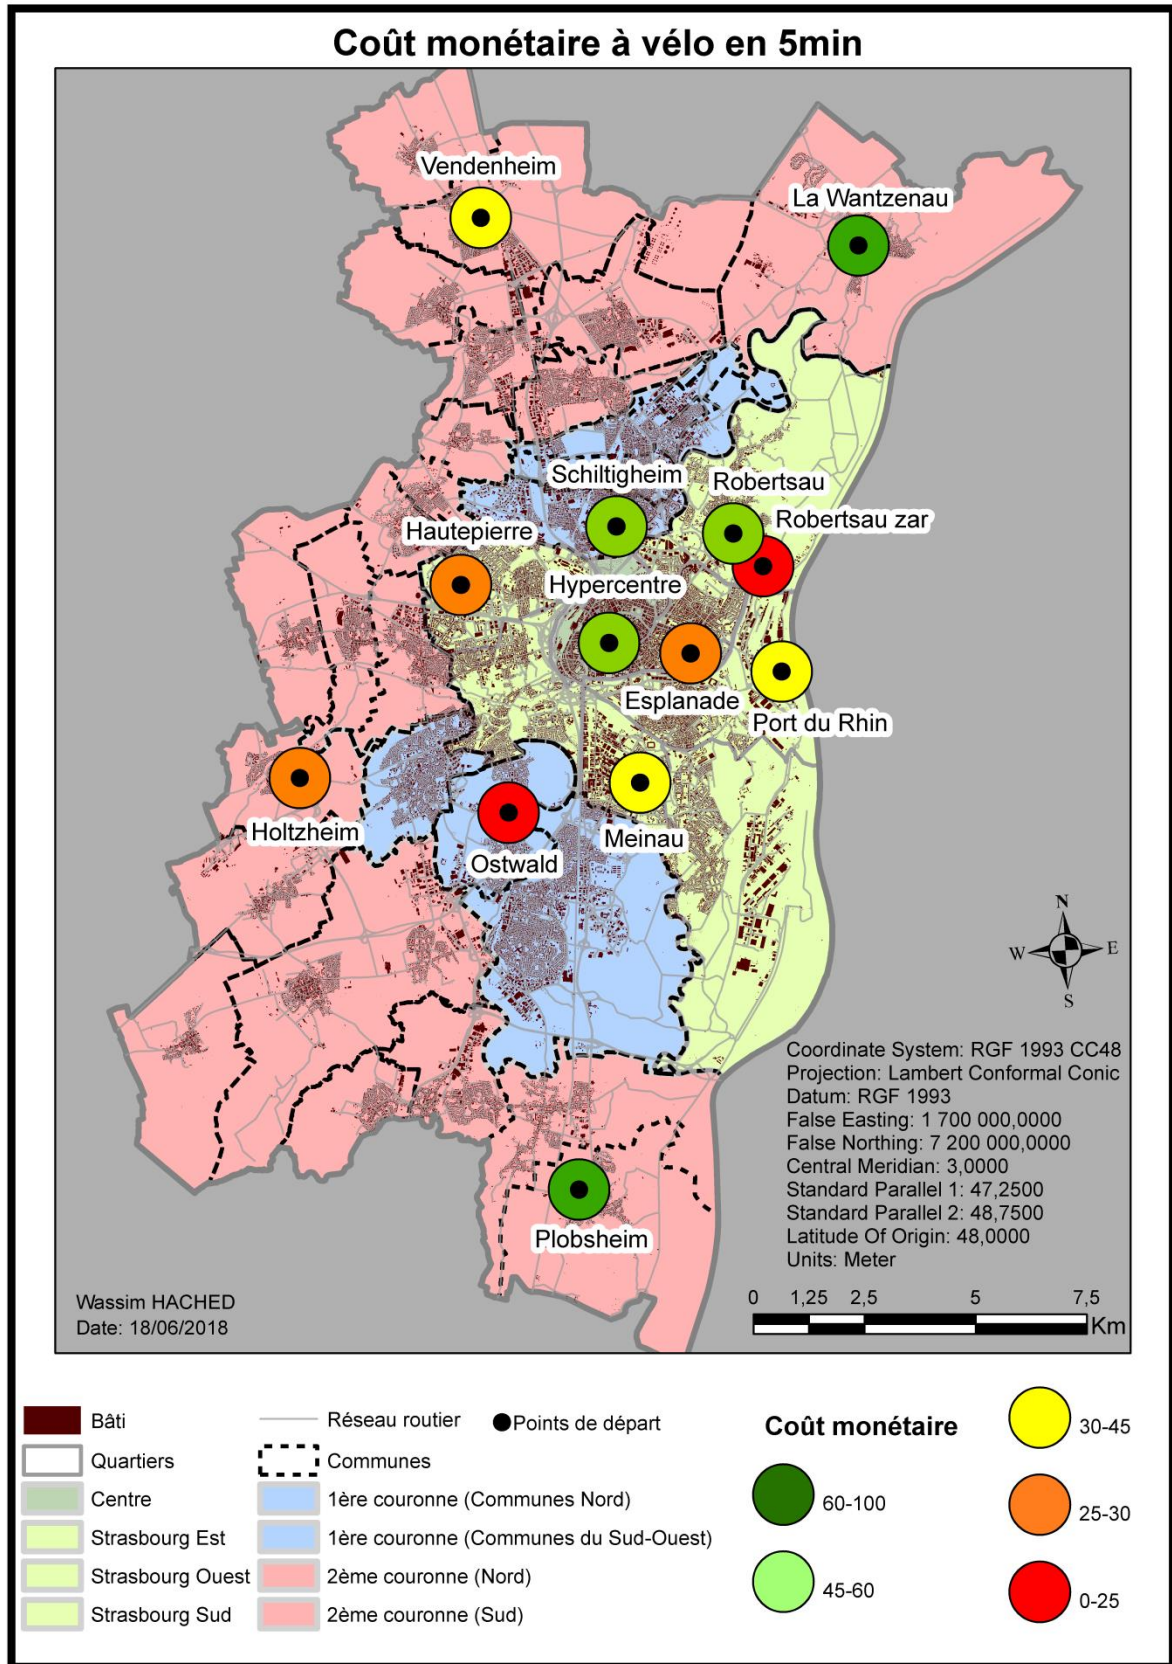 Coût monétaire à vélo en 5min
Vendenheim
La Wantzenau
Schiltigheim
Robertsau
Robertsau zar
Hautepierre
Hypercentre
Esplanade
Port du Rhin
Holtzheim
Ostwald
Meinau
Plobsheim
N
W
E
S
Coordinate System: RGF 1993 CC48
Projection: Lambert Conformal Conic
Datum: RGF 1993
False Easting: 1 700 000,0000
False Northing: 7 200 000,0000
Central Meridian: 3,0000
Standard Parallel 1: 47,2500
Standard Parallel 2: 48,7500
Latitude Of Origin: 48,0000
Units: Meter
0 1,25 2,5 5 7,5
Km
Wassim HACHED
Date: 18/06/2018
Bâti
Quartiers
Centre
Strasbourg Est
Strasbourg Ouest
Strasbourg Sud
Réseau routier
Points de départ
Communes
1ère couronne (Communes Nord)
1ère couronne (Communes du Sud-Ouest)
2ème couronne (Nord)
2ème couronne (Sud)
Coût monétaire
60-100
45-60
30-45
25-30
0-25